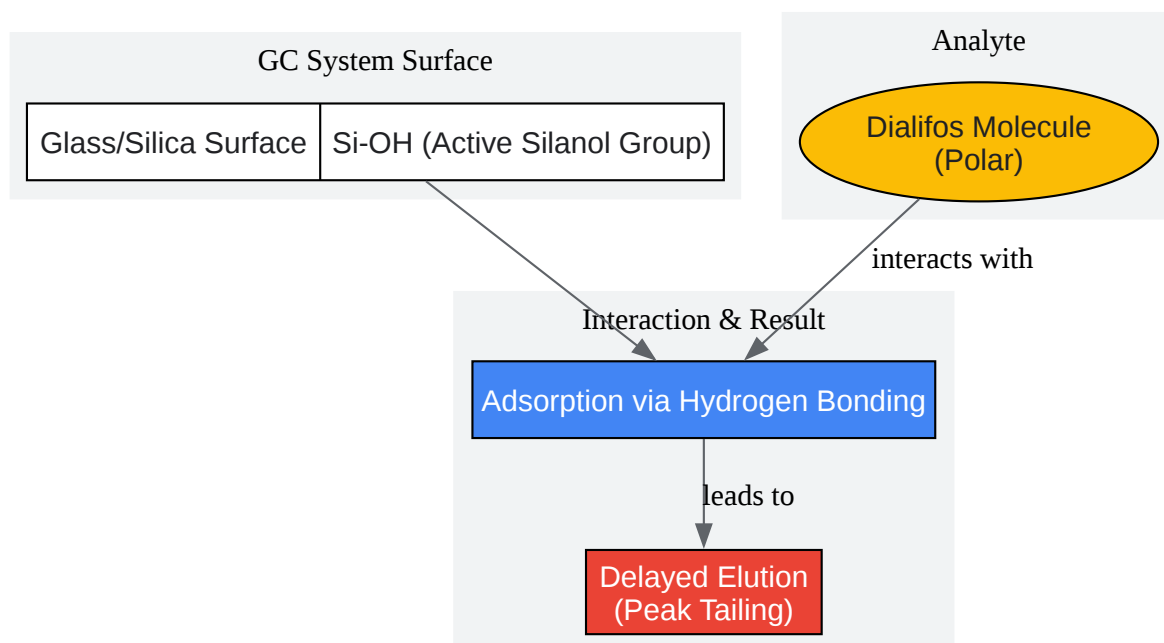 GC System Surface
Glass/Silica Surface
Si-OH (Active Silanol Group)
Analyte
Dialifos Molecule
(Polar)
interacts with
Interaction & Result
Adsorption via Hydrogen Bonding
leads to
Delayed Elution
(Peak Tailing)